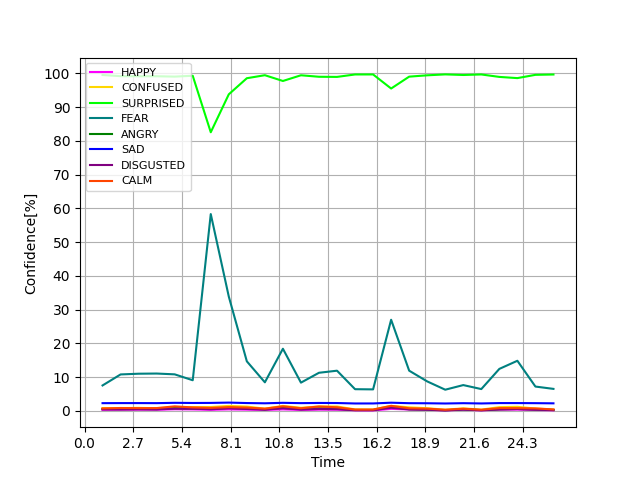 HAPPY
CONFUSED
SURPRISED
FEAR
ANGRY
SAD
DISGUSTED
CALM
100
90
80
70
60
50
40
30
20
10
0
Confidence[%]
0.0 2.7 5.4 8.1 10.8 13.5 16.2 18.9 21.6 24.3
Time